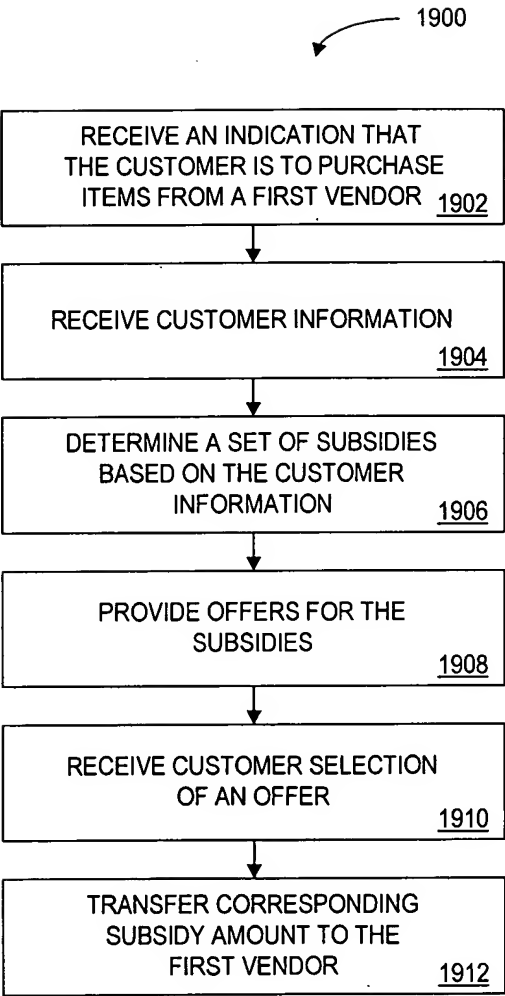 1900
RECEIVE AN INDICATION THAT
THE CUSTOMER IS TO PURCHASE
ITEMS FROM A FIRST VENDOR
1902
RECEIVE CUSTOMER INFORMATION
1904
DETERMINE A SET OF SUBSIDIES
BASED ON THE CUSTOMER
INFORMATION
1906
PROVIDE OFFERS FOR THE
SUBSIDIES
1908
RECEIVE CUSTOMER SELECTION
OF AN OFFER
1910
TRANSFER CORRESPONDING
SUBSIDY AMOUNT TO THE
FIRST VENDOR
1912